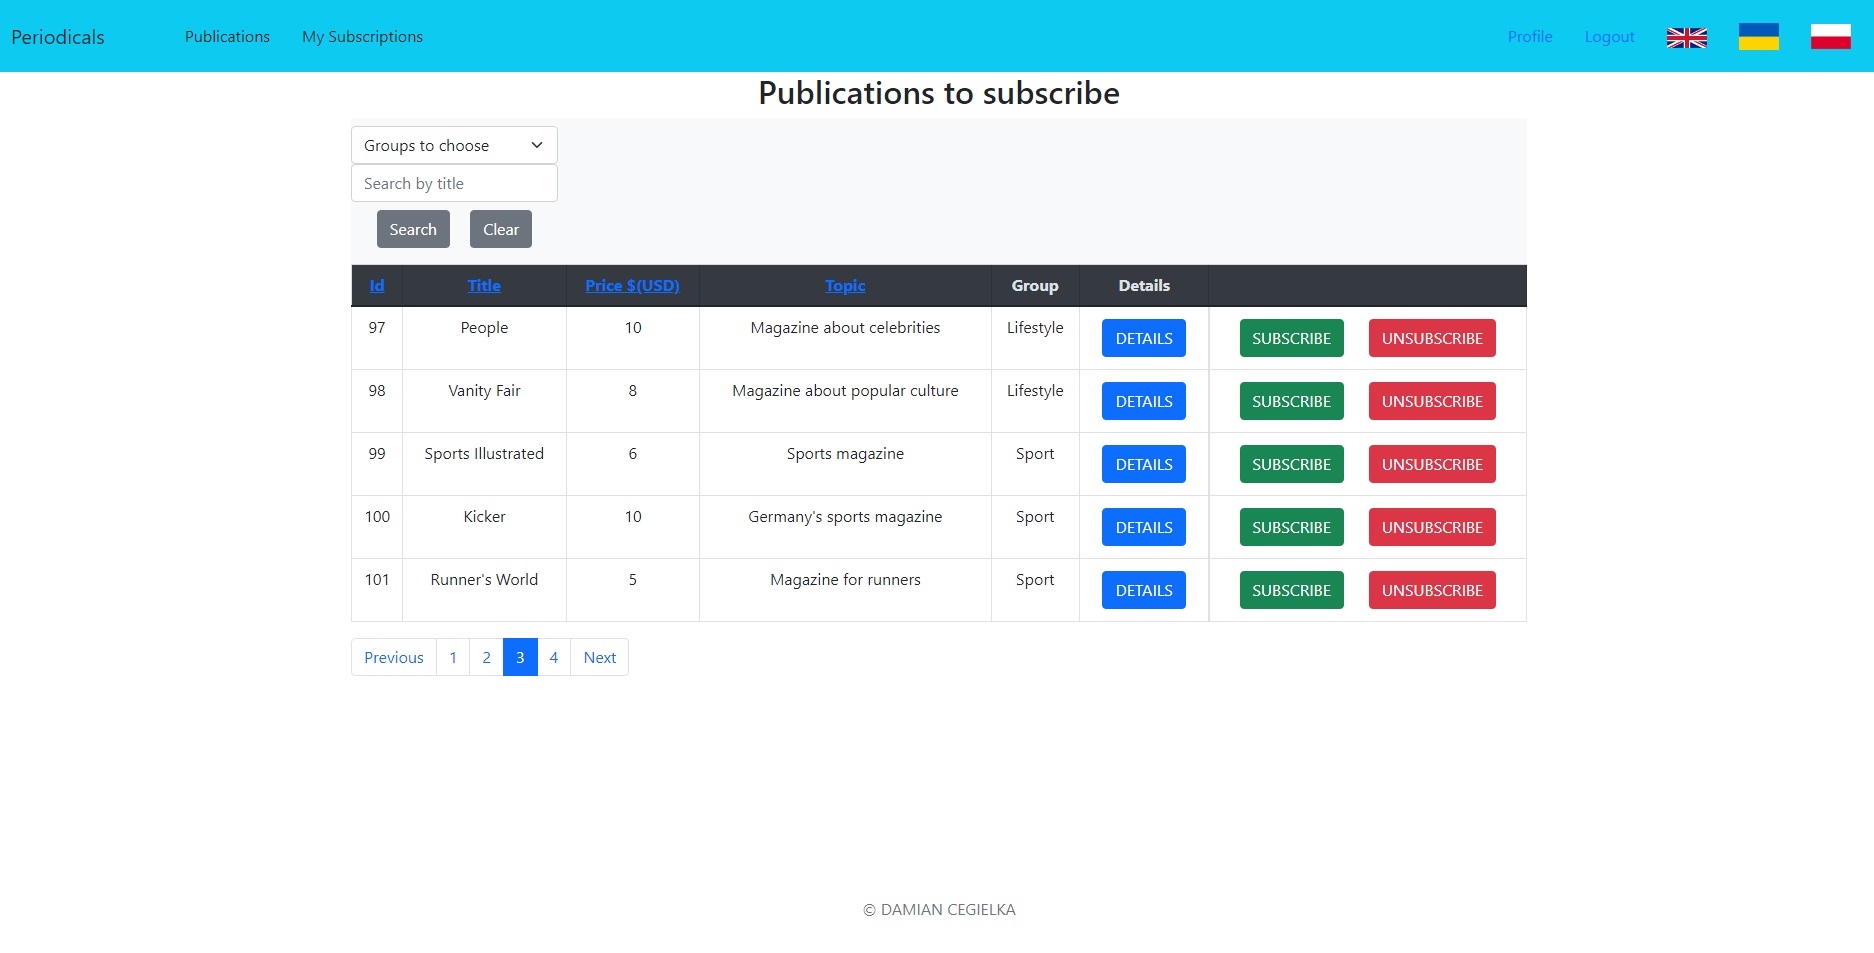 Periodicals Publications My Subscriptions Profile Logout
Publications to subscribe
Groups to choose
Search by title
Search Clear
Id Title Price $(USD) Topic Group Details
97 People 10 Magazine about celebrities Lifestyle DETAILS SUBSCRIBE UNSUBSCRIBE
98 Vanity Fair 8 Magazine about popular culture Lifestyle DETAILS SUBSCRIBE UNSUBSCRIBE
99 Sports Illustrated 6 Sports magazine Sport DETAILS SUBSCRIBE UNSUBSCRIBE
100 Kicker 10 Germany's sports magazine Sport DETAILS SUBSCRIBE UNSUBSCRIBE
101 Runner's World 5 Magazine for runners Sport DETAILS SUBSCRIBE UNSUBSCRIBE
Previous 1 2 3 4 Next
© DAMIAN CEGIELKA